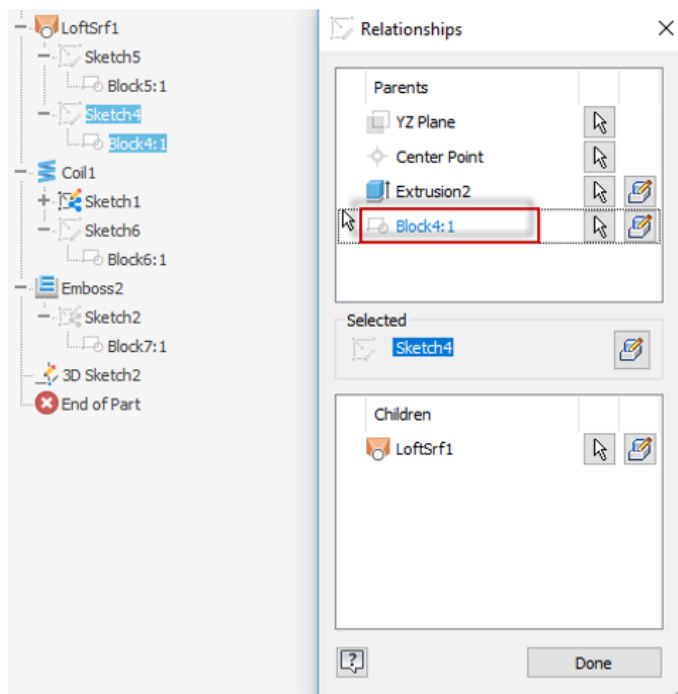 LoftSrf1
Sketch5
Block5:1
Sketch4
Block4:1
Coil1
Sketch1
Sketch6
Block6:1
Emboss2
Sketch2
Block7:1
3D Sketch2
End of Part
Relationships
Parents
YZ Plane
Center Point
Extrusion2
Block4:1
Selected
Sketch4
Children
LoftSrf1
Done